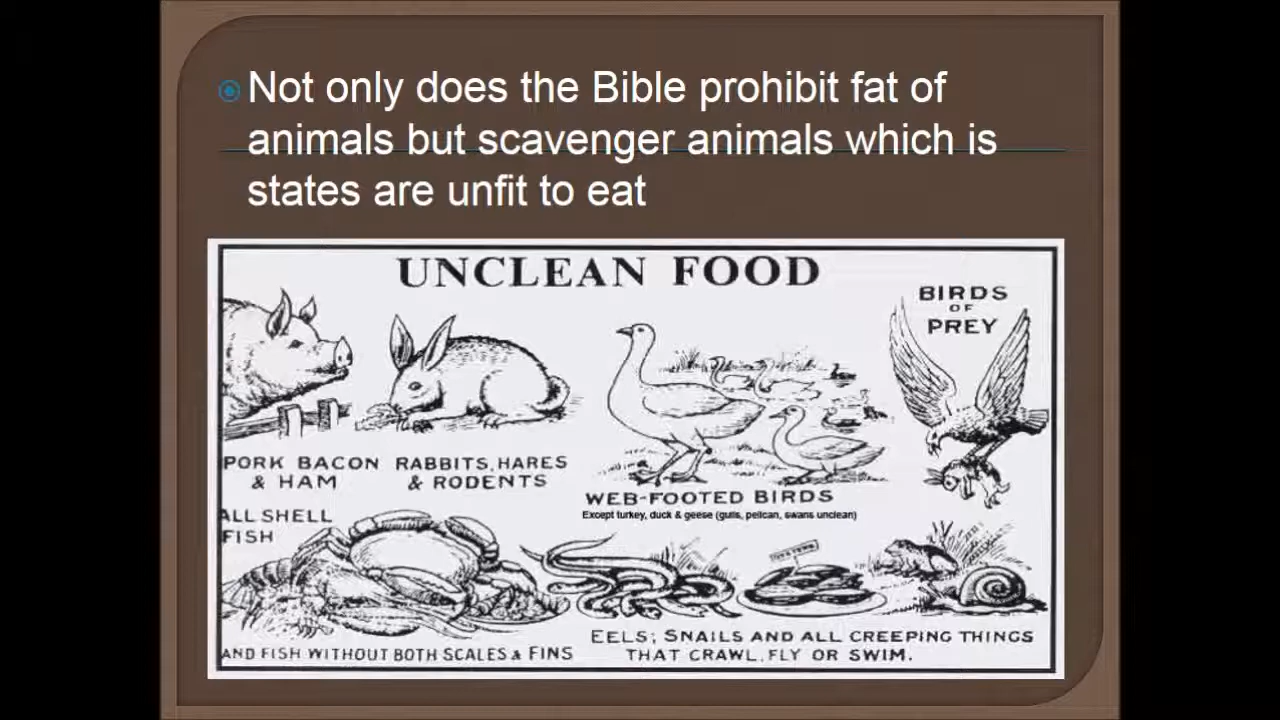 Not only does the Bible prohibit fat of
animals but scavenger animals which is
states are unfit to eat
UNCLEAN FOOD
BIRDS
OF
PREY
PORK BACON
& HAM
RABBITS, HARES
& RODENTS
WEB-FOOTED BIRDS
Except turkey, duck & geese (gulls, pelican, swans unclean)
ALL SHELL
FISH
AND FISH WITHOUT BOTH SCALES & FINS
EELS; SNAILS AND ALL CREEPING THINGS
THAT CRAWL, FLY OR SWIM.